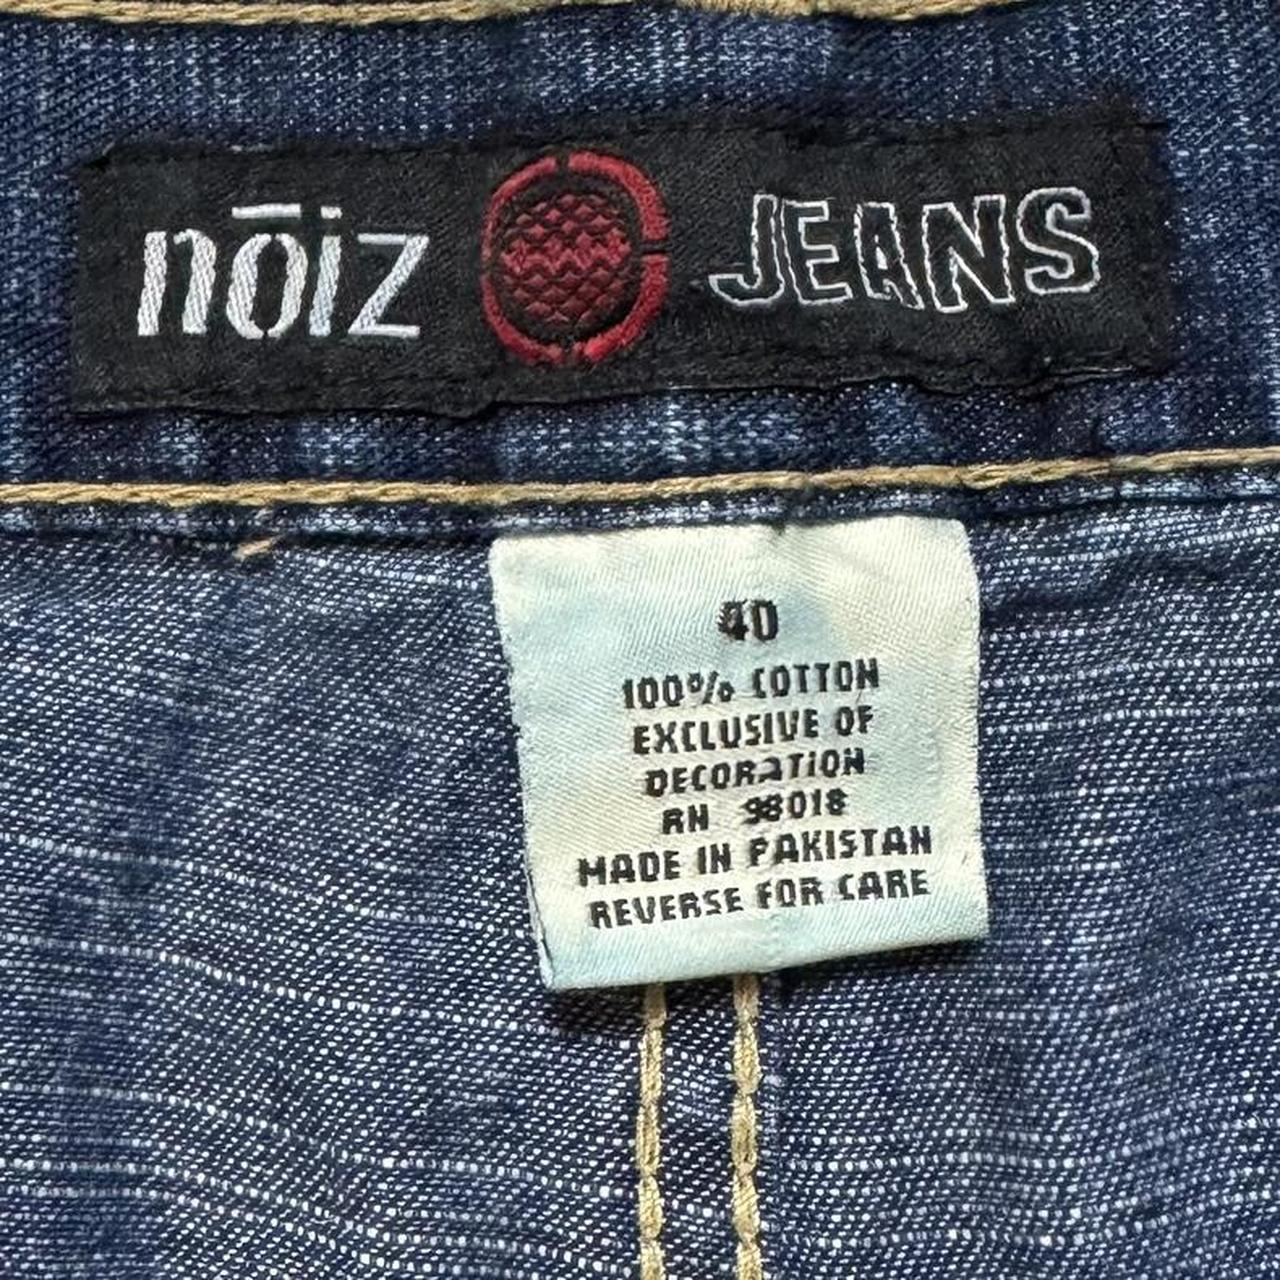 nōiz JEANS
40
100% COTTON
EXCLUSIVE OF
DECORATION
RN 98018
MADE IN PAKISTAN
REVERSE FOR CARE